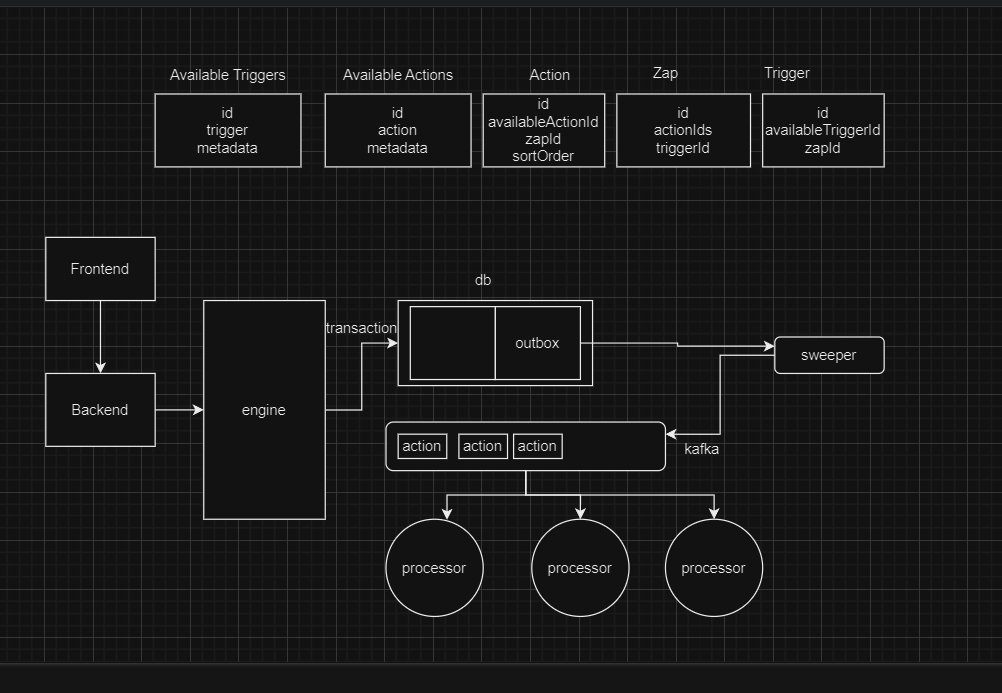 Available Triggers
id
trigger
metadata
Available Actions
id
action
metadata
Action
id
availableActionId
zapId
sortOrder
Zap
id
actionIds
triggerId
Trigger
id
availableTriggerId
zapId
Frontend
Backend
engine
transaction
db
outbox
sweeper
kafka
action
action
action
processor
processor
processor